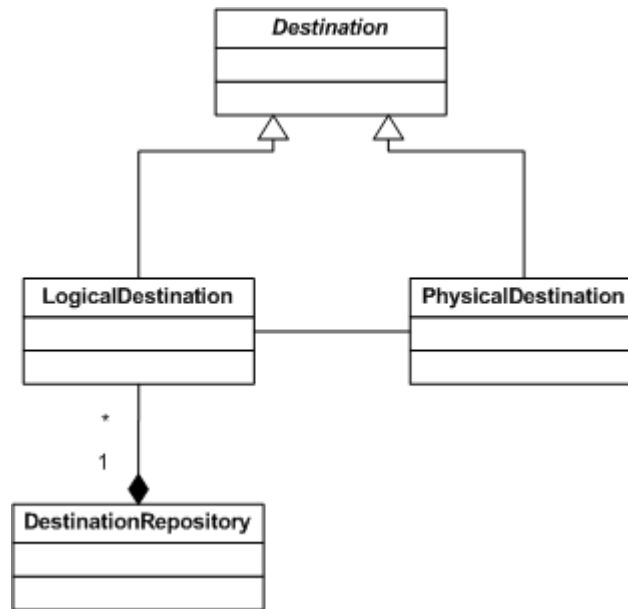 Destination
LogicalDestination
PhysicalDestination
*
1
DestinationRepository